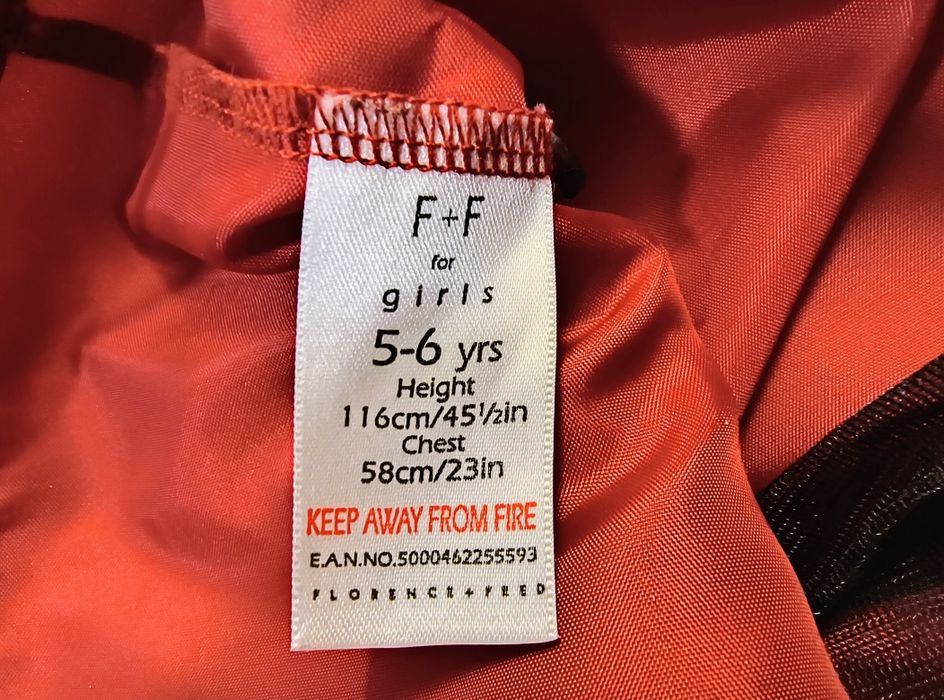 F+F
for
girls
5-6 yrs
Height
116cm/45½in
Chest
58cm/23in
KEEP AWAY FROM FIRE
E.A.N.NO.5000462255593
FLORENCE+FRED